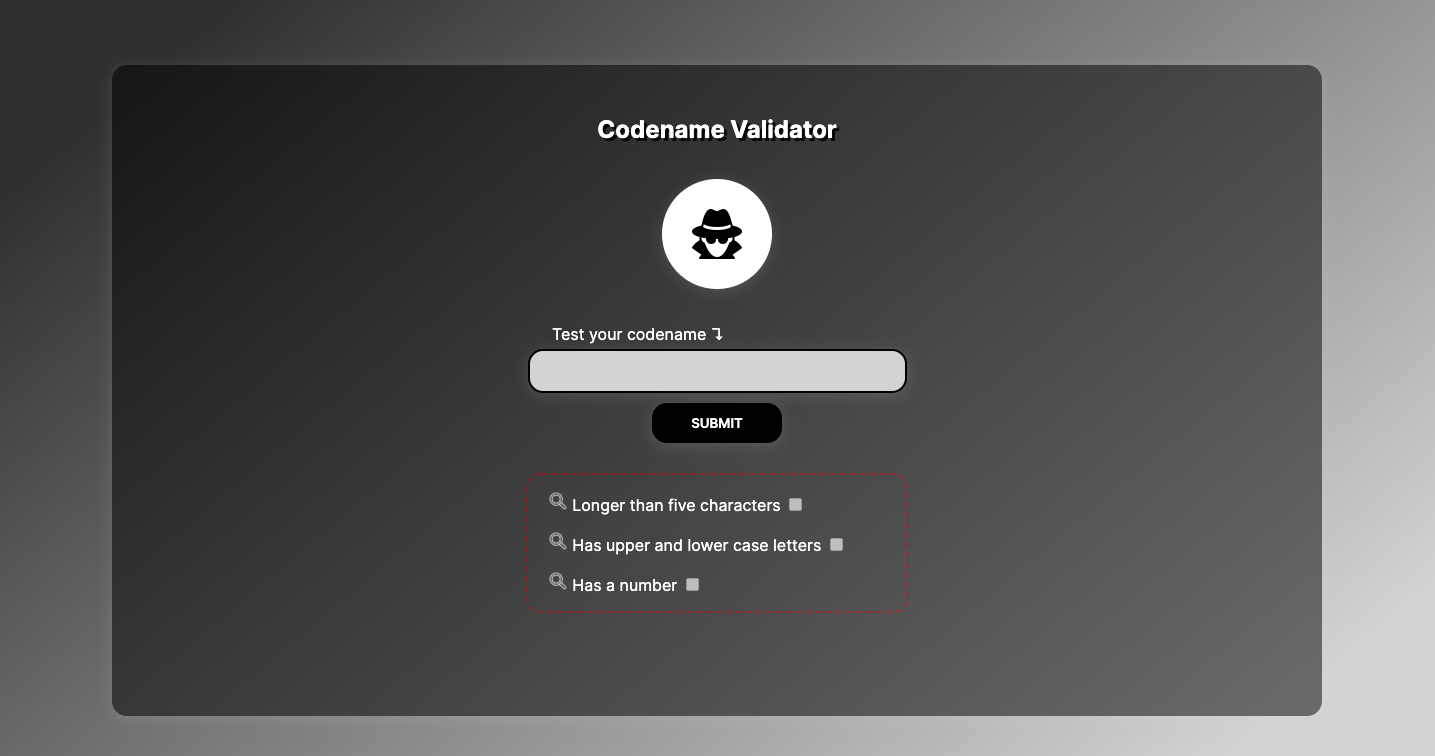 Codename Validator
Test your codename ↴
SUBMIT
Longer than five characters
Has upper and lower case letters
Has a number